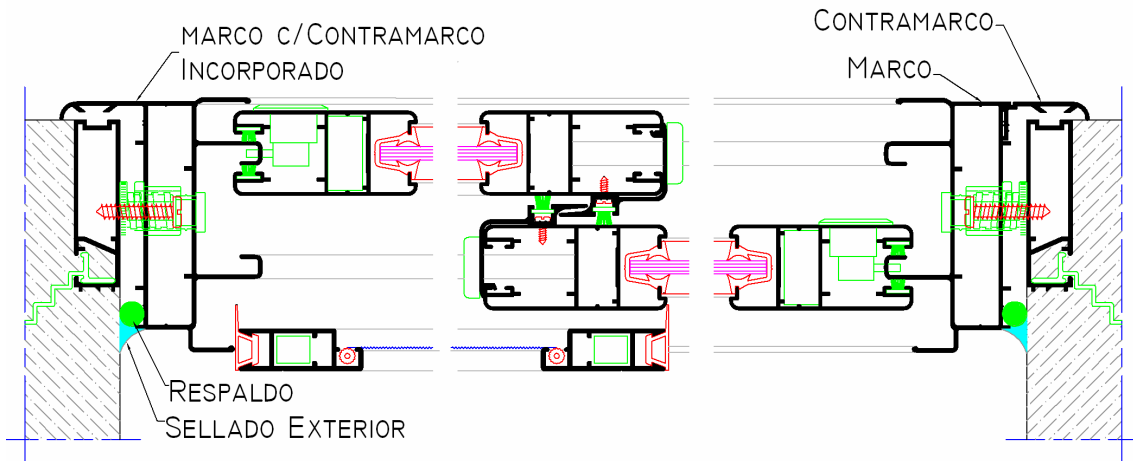 MARCO C/CONTRAMARCO
INCORPORADO
CONTRAMARCO
MARCO
RESPALDO
SELLADO EXTERIOR